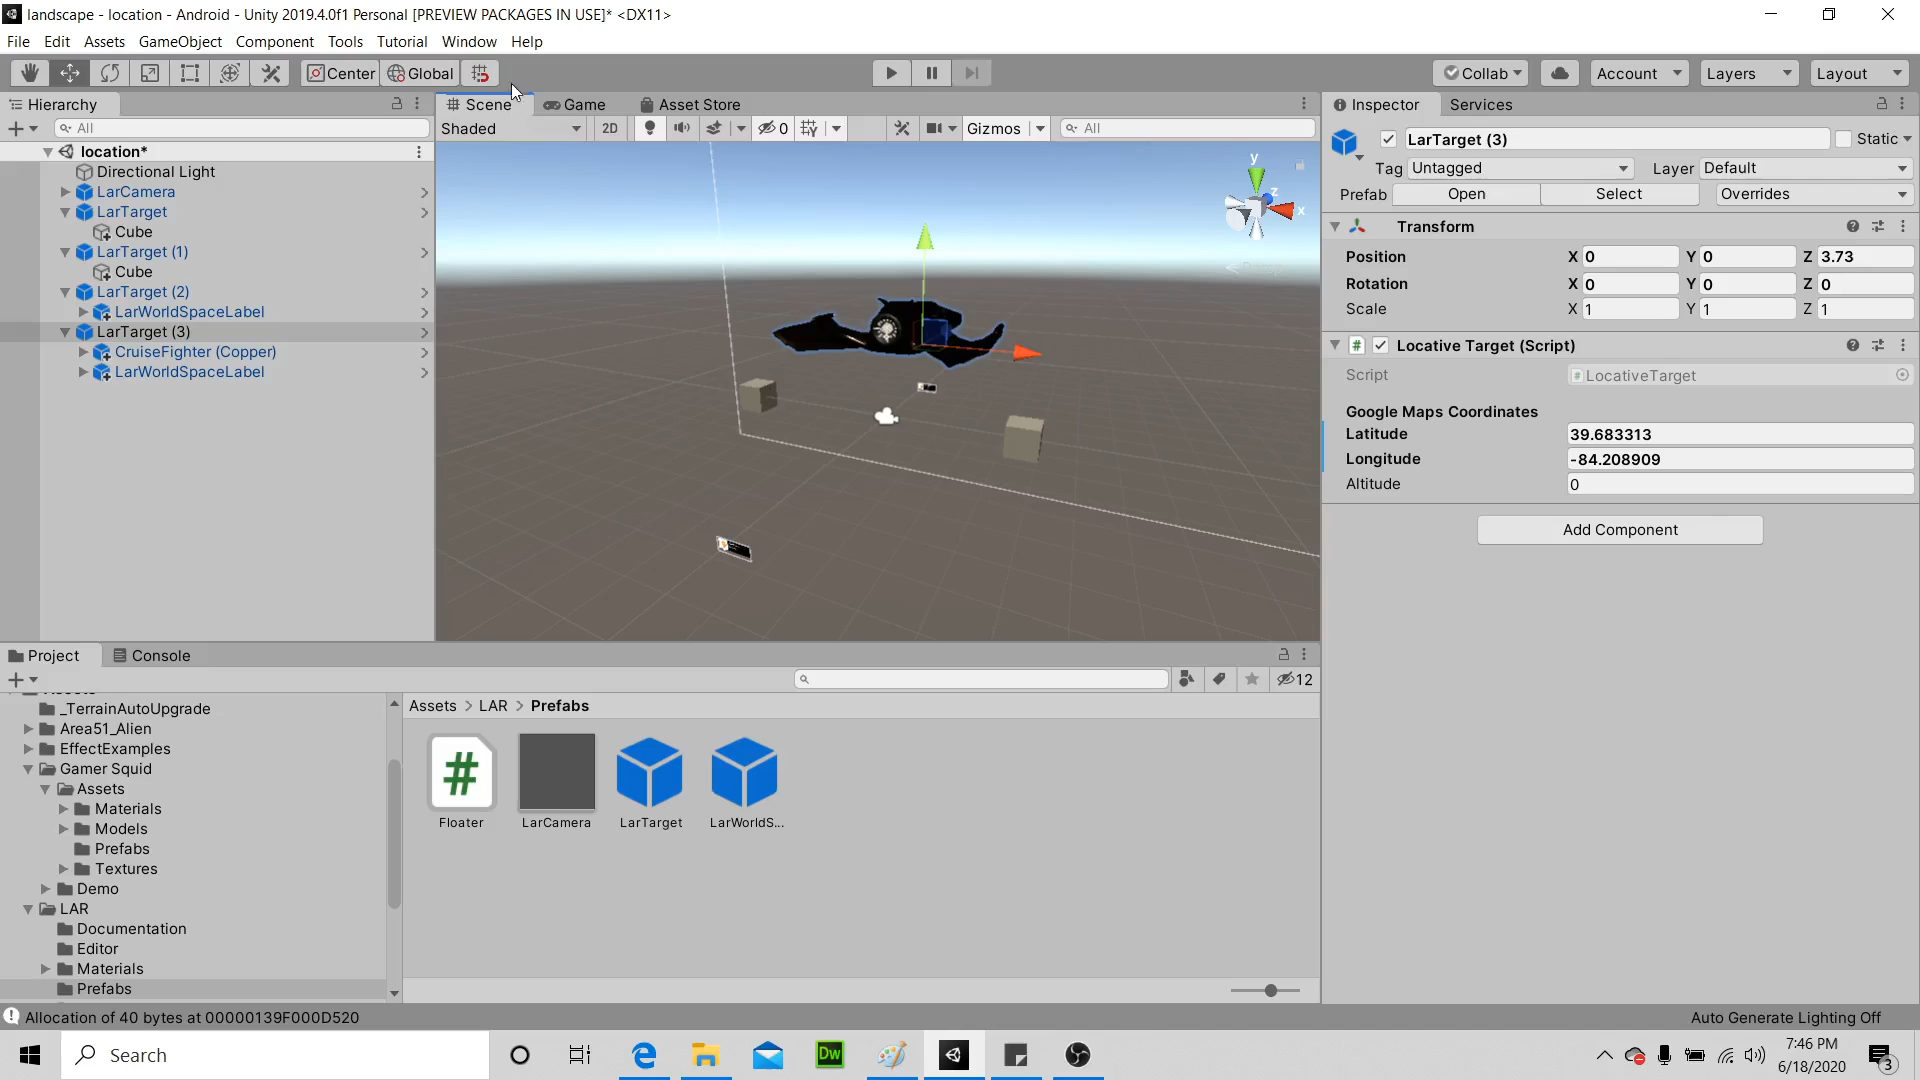 landscape - location - Android - Unity 2019.4.0f1 Personal [PREVIEW PACKAGES IN USE]* <DX11>
File Edit Assets GameObject Component Tools Tutorial Window Help
Center Global Collab Account Layers Layout
Hierarchy
All
location*
Directional Light
LarCamera
LarTarget
Cube
LarTarget (1)
Cube
LarTarget (2)
LarWorldSpaceLabel
LarTarget (3)
CruiseFighter (Copper)
LarWorldSpaceLabel
Scene Game Asset Store
Shaded 2D 0 Gizmos All
y
z
x
Persp
Inspector Services
LarTarget (3) Static
Tag Untagged Layer Default
Prefab Open Select Overrides
Transform
Position X 0 Y 0 Z 3.73
Rotation X 0 Y 0 Z 0
Scale X 1 Y 1 Z 1
# Locative Target (Script)
Script # LocativeTarget
Google Maps Coordinates
Latitude 39.683313
Longitude -84.208909
Altitude 0
Add Component
Project Console
12
_TerrainAutoUpgrade
Area51_Alien
EffectExamples
Gamer Squid
Assets
Materials
Models
Prefabs
Textures
Demo
LAR
Documentation
Editor
Materials
Prefabs
Assets > LAR > Prefabs
#
Floater LarCamera LarTarget LarWorldS...
Allocation of 40 bytes at 00000139F000D520
Auto Generate Lighting Off
Search
Dw
7:46 PM
6/18/2020
3